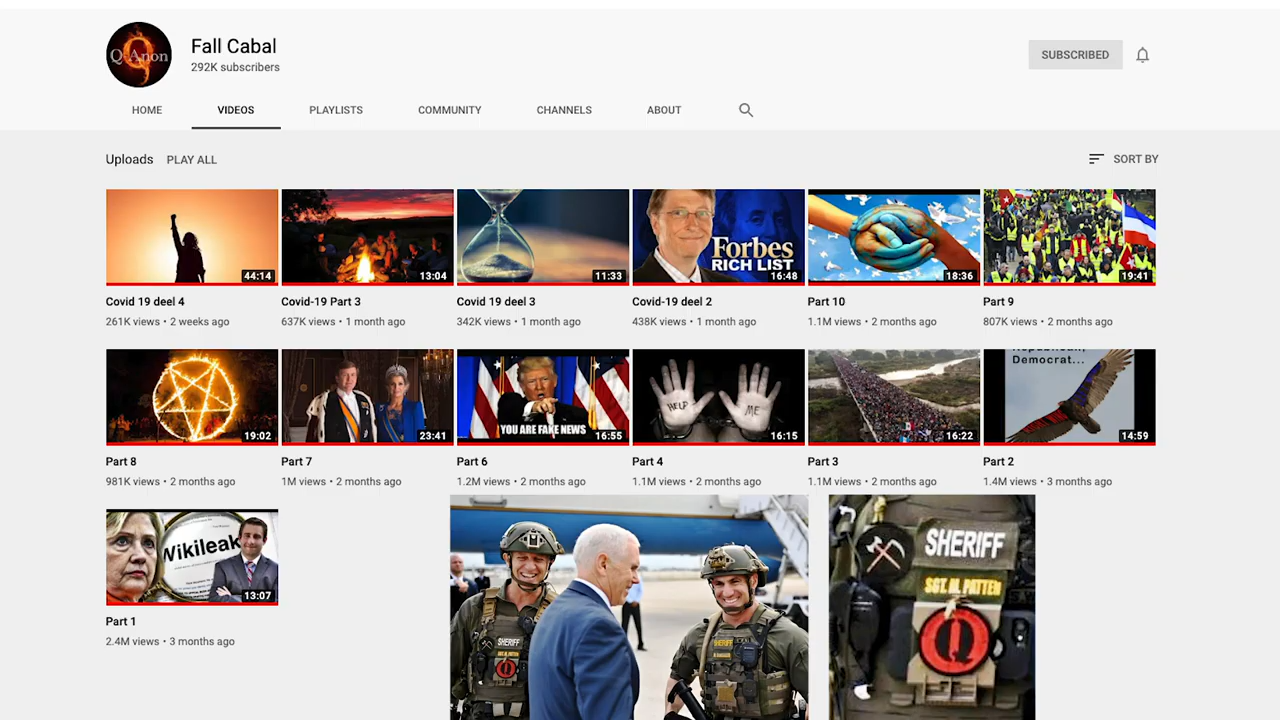 QAnon
Fall Cabal
292K subscribers
SUBSCRIBED
HOME
VIDEOS
PLAYLISTS
COMMUNITY
CHANNELS
ABOUT
Uploads
PLAY ALL
SORT BY
44:14
13:04
11:33
Forbes
RICH LIST
16:48
18:36
19:41
Covid 19 deel 4
Covid-19 Part 3
Covid 19 deel 3
Covid-19 deel 2
Part 10
Part 9
261K views • 2 weeks ago
637K views • 1 month ago
342K views • 1 month ago
438K views • 1 month ago
1.1M views • 2 months ago
807K views • 2 months ago
Democrat...
19:02
23:41
YOU ARE FAKE NEWS
16:55
HELP
ME
16:15
16:22
14:59
Part 8
Part 7
Part 6
Part 4
Part 3
Part 2
981K views • 2 months ago
1M views • 2 months ago
1.2M views • 2 months ago
1.1M views • 2 months ago
1.1M views • 2 months ago
1.4M views • 3 months ago
Wikileak
13:07
Part 1
2.4M views • 3 months ago
SHERIFF
SGT. M. PATTEN
Q
SHERIFF
SGT. M. PATTEN
Q